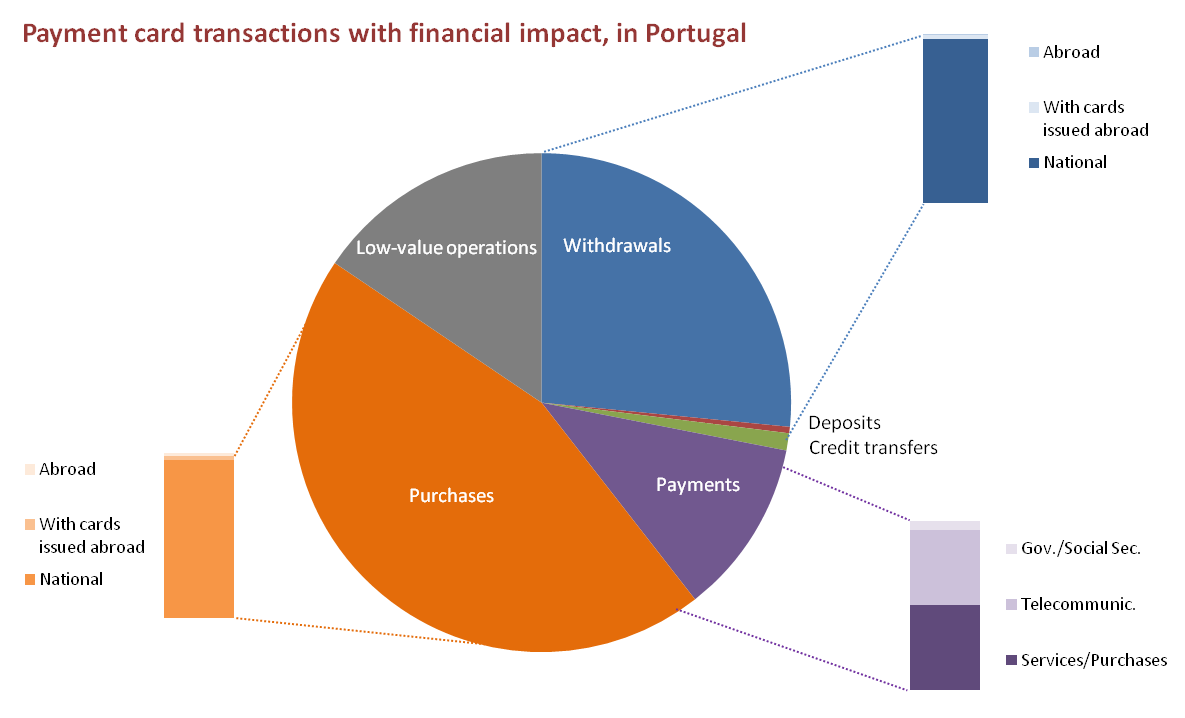 Payment card transactions with financial impact, in Portugal
Abroad
With cards
issued abroad
National
Low-value operations
Withdrawals
Deposits
Credit transfers
Payments
Purchases
Abroad
With cards
issued abroad
National
Gov./Social Sec.
Telecommunic.
Services/Purchases